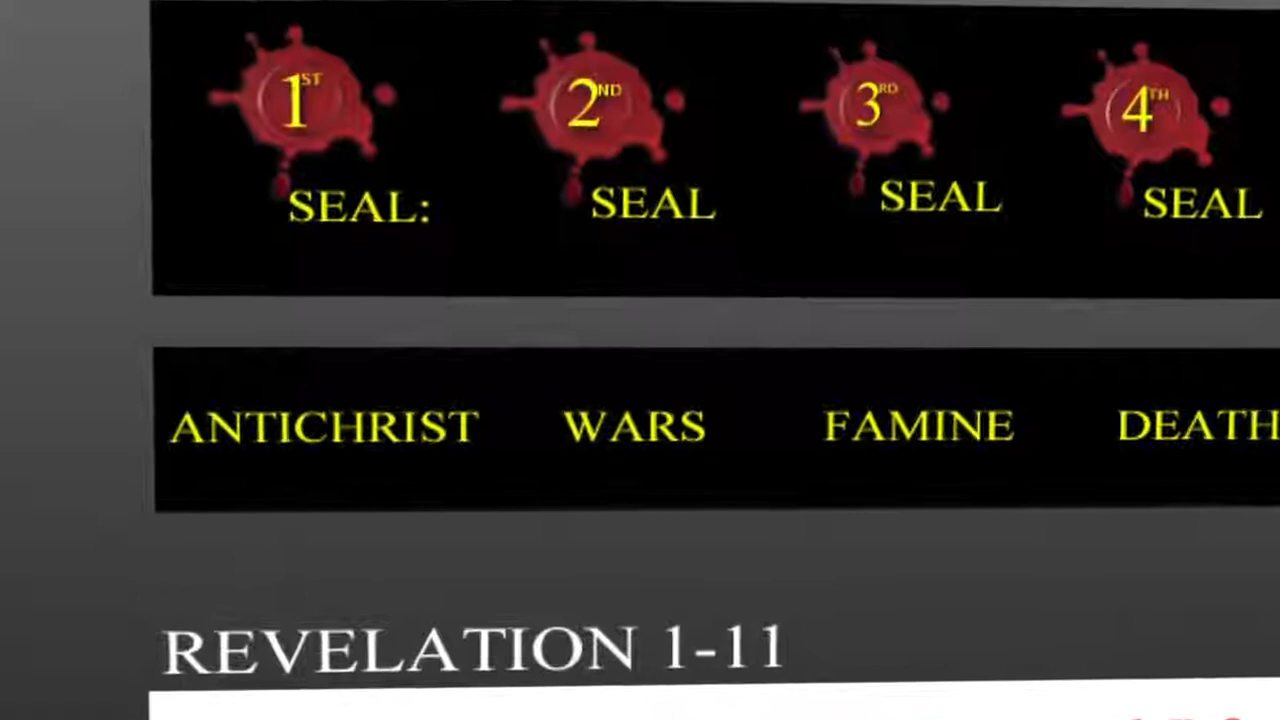 1ST 2ND 3RD 4TH
SEAL: SEAL SEAL SEAL
ANTICHRIST WARS FAMINE DEATH
REVELATION 1-11